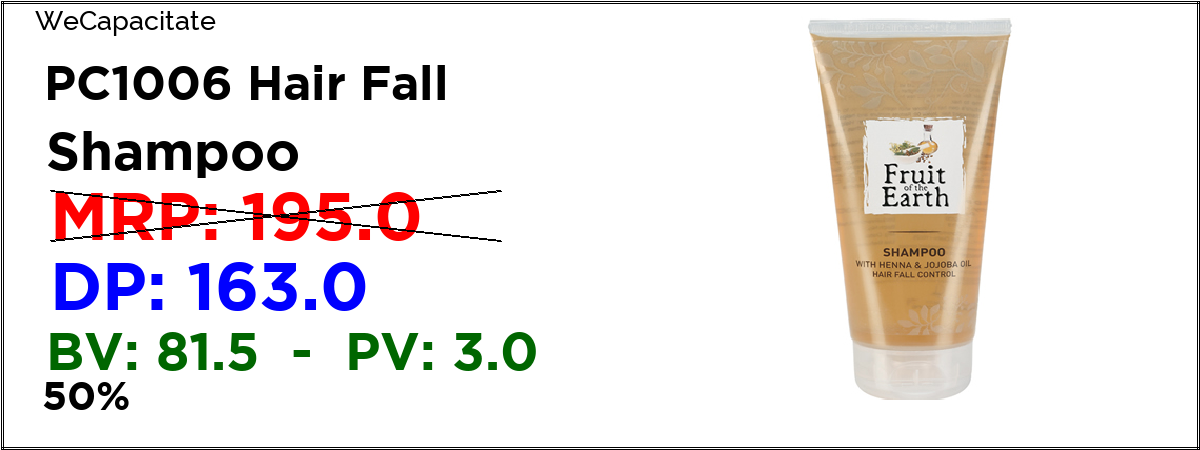 WeCapacitate
PC1006 Hair Fall
Shampoo
MRP: 195.0
DP: 163.0
BV: 81.5 - PV: 3.0
50%
Fruit
of the
Earth
SHAMPOO
WITH HENNA & JOJOBA OIL
HAIR FALL CONTROL